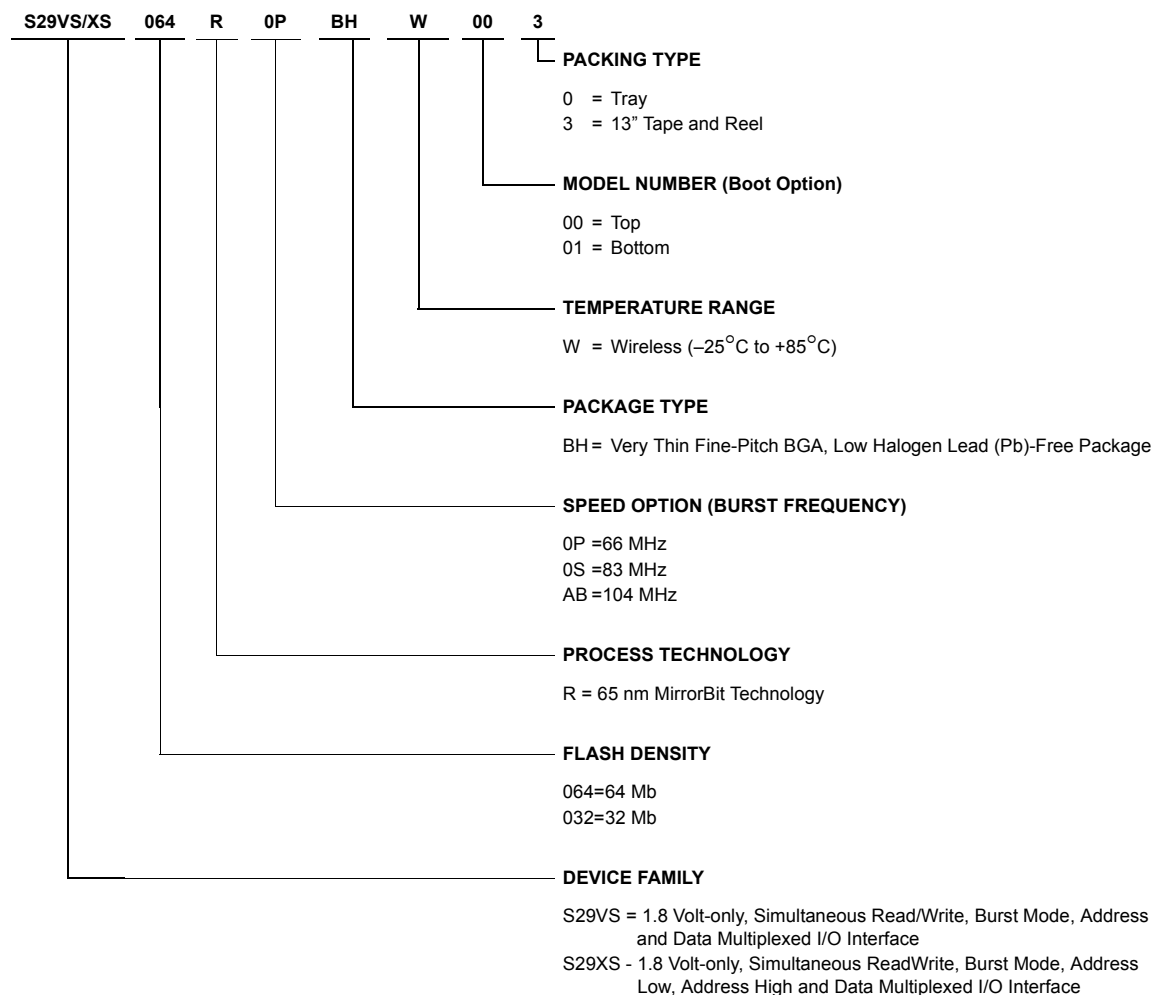 S29VS/XS 064 R 0P BH W 00 3
PACKING TYPE
0 = Tray
3 = 13” Tape and Reel
MODEL NUMBER (Boot Option)
00 = Top
01 = Bottom
TEMPERATURE RANGE
W = Wireless (–25°C to +85°C)
PACKAGE TYPE
BH = Very Thin Fine-Pitch BGA, Low Halogen Lead (Pb)-Free Package
SPEED OPTION (BURST FREQUENCY)
0P =66 MHz
0S =83 MHz
AB =104 MHz
PROCESS TECHNOLOGY
R = 65 nm MirrorBit Technology
FLASH DENSITY
064=64 Mb
032=32 Mb
DEVICE FAMILY
S29VS = 1.8 Volt-only, Simultaneous Read/Write, Burst Mode, Address
and Data Multiplexed I/O Interface
S29XS - 1.8 Volt-only, Simultaneous ReadWrite, Burst Mode, Address
Low, Address High and Data Multiplexed I/O Interface